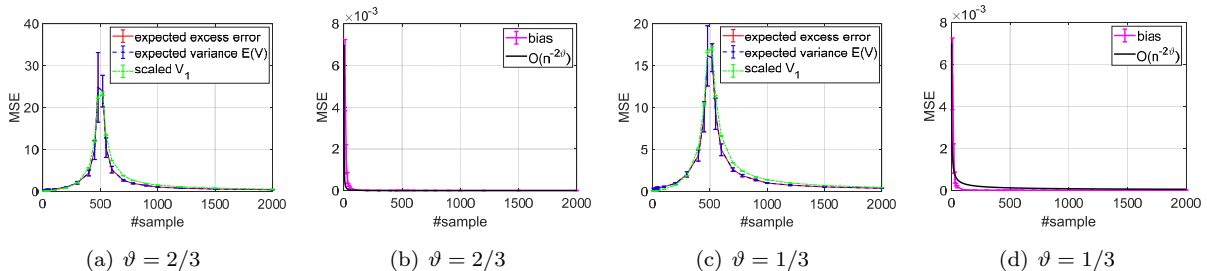 40
30
20
10
0
MSE
0 500 1000 1500 2000
#sample
expected excess error
expected variance E(V)
scaled V₁
(a) ϑ = 2/3
×10⁻³
8
6
4
2
0
MSE
0 500 1000 1500 2000
#sample
bias
O(n⁻²ᶿ)
(b) ϑ = 2/3
20
15
10
5
0
MSE
0 500 1000 1500 2000
#sample
expected excess error
expected variance E(V)
scaled V₁
(c) ϑ = 1/3
×10⁻³
8
6
4
2
0
MSE
0 500 1000 1500 2000
#sample
bias
O(n⁻²ᶿ)
(d) ϑ = 1/3